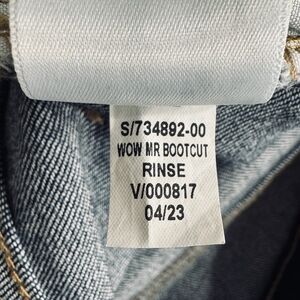 S/734892-00
WOW MR BOOTCUT
RINSE
V/000817
04/23